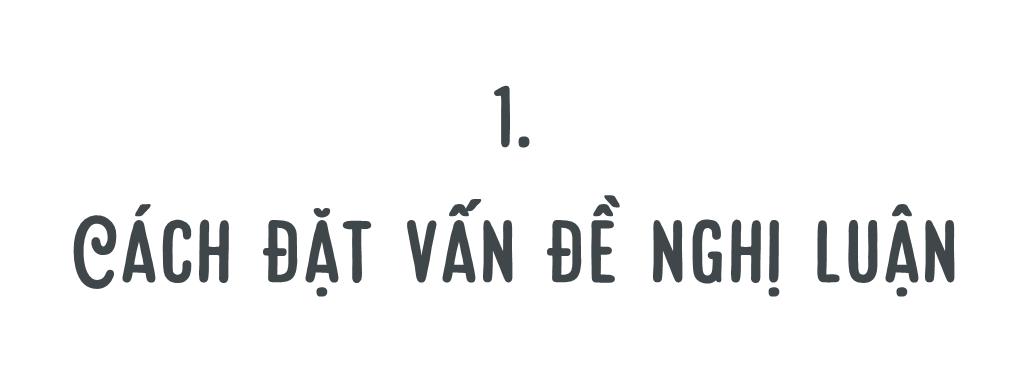 1.
Cách đặt vấn đề nghị luận